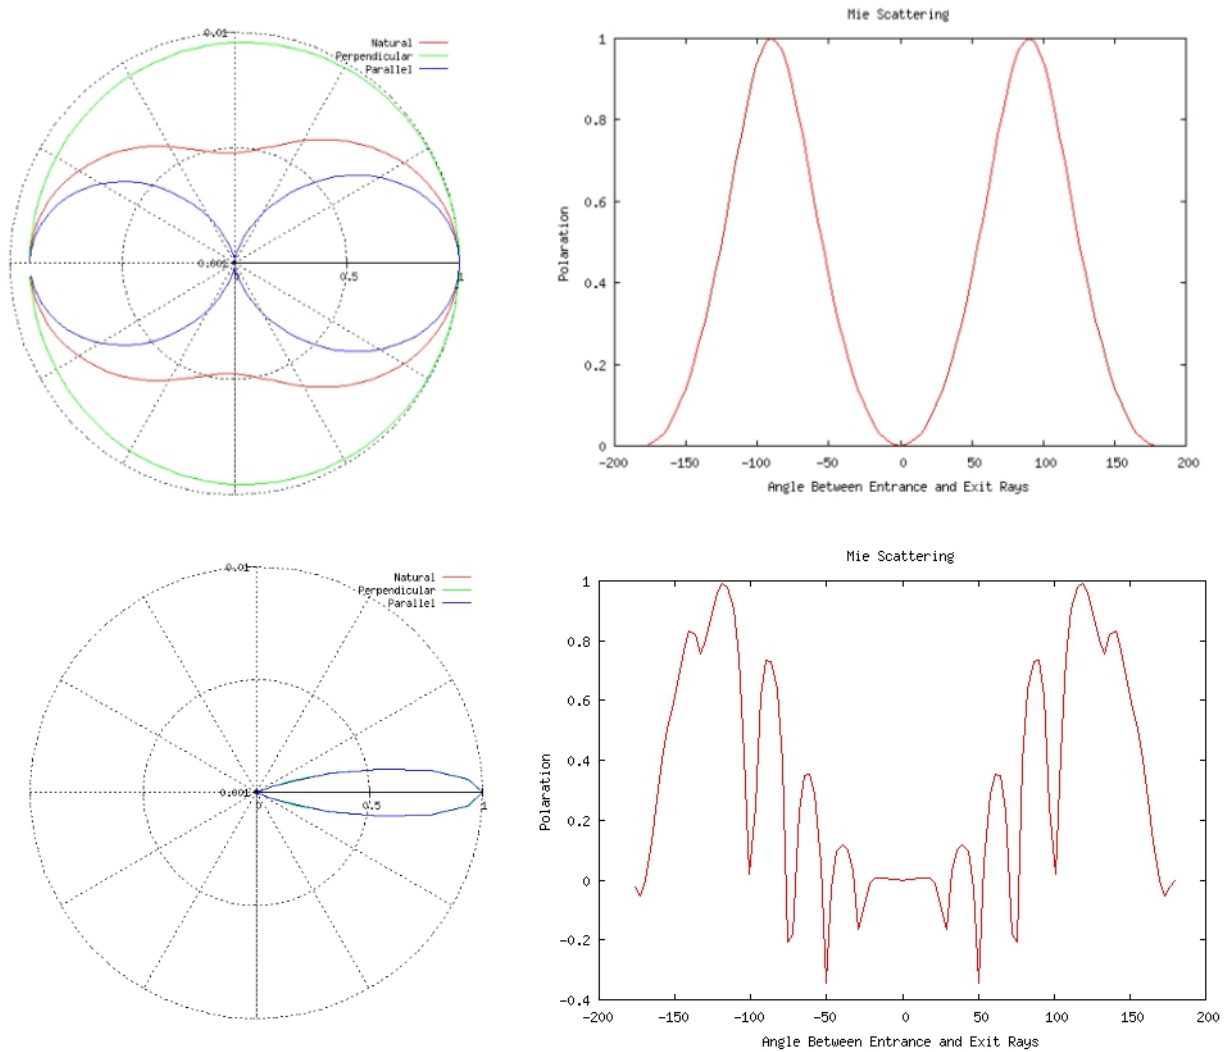 0.01
Natural
Perpendicular
Parallel
0.001
0
0.5
1
Mie Scattering
1
0.8
0.6
0.4
0.2
0
Polaration
-200 -150 -100 -50 0 50 100 150 200
Angle Between Entrance and Exit Rays
0.01
Natural
Perpendicular
Parallel
0.001
0
0.5
1
Mie Scattering
1
0.8
0.6
0.4
0.2
0
-0.2
-0.4
Polaration
-200 -150 -100 -50 0 50 100 150 200
Angle Between Entrance and Exit Rays